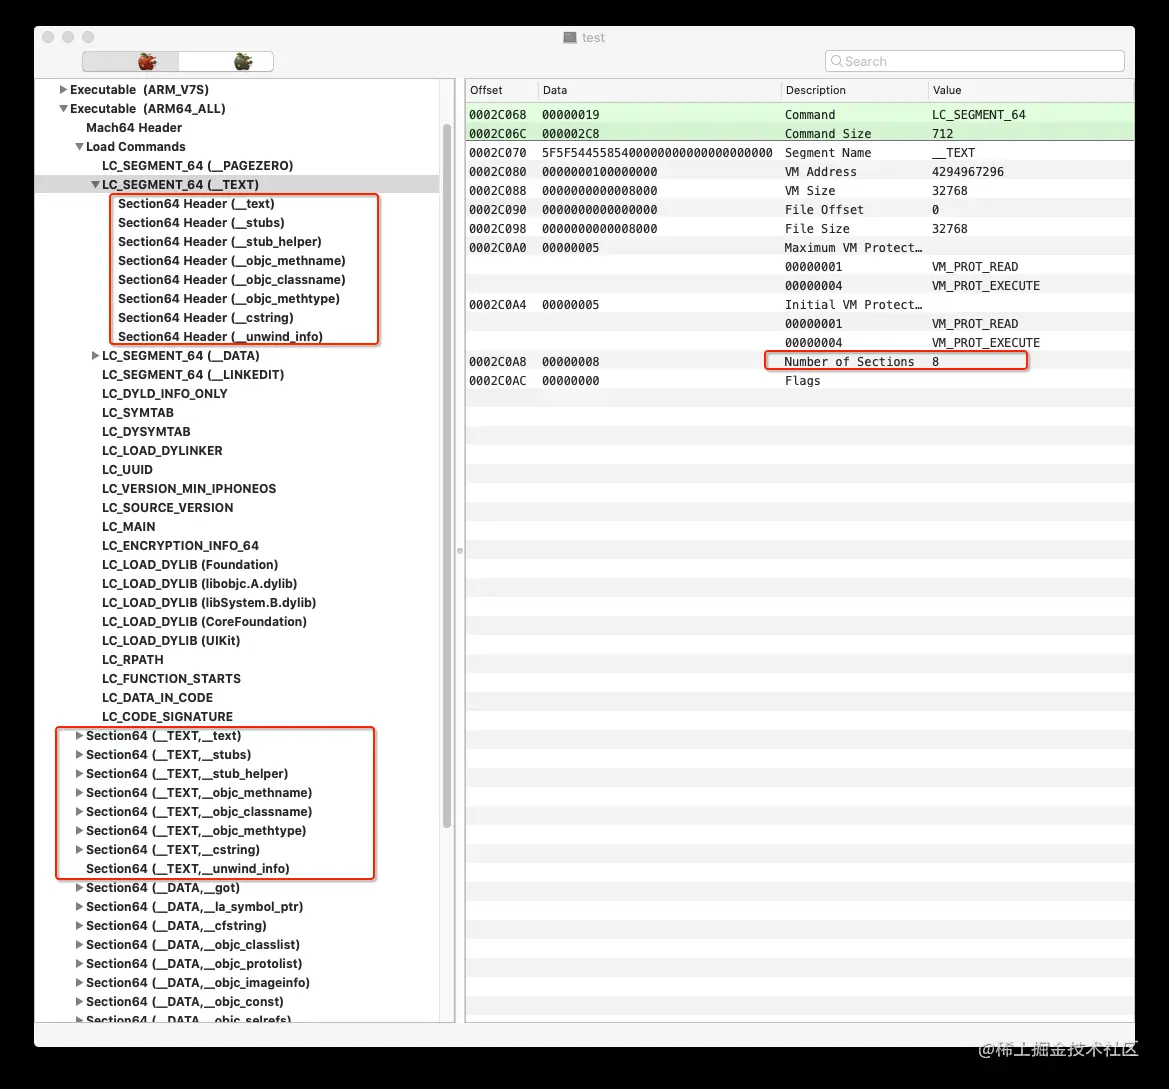 test
Search
Executable (ARM_V7S)
Executable (ARM64_ALL)
Mach64 Header
Load Commands
LC_SEGMENT_64 (__PAGEZERO)
LC_SEGMENT_64 (__TEXT)
Section64 Header (__text)
Section64 Header (__stubs)
Section64 Header (__stub_helper)
Section64 Header (__objc_methname)
Section64 Header (__objc_classname)
Section64 Header (__objc_methtype)
Section64 Header (__cstring)
Section64 Header (__unwind_info)
LC_SEGMENT_64 (__DATA)
LC_SEGMENT_64 (__LINKEDIT)
LC_DYLD_INFO_ONLY
LC_SYMTAB
LC_DYSYMTAB
LC_LOAD_DYLINKER
LC_UUID
LC_VERSION_MIN_IPHONEOS
LC_SOURCE_VERSION
LC_MAIN
LC_ENCRYPTION_INFO_64
LC_LOAD_DYLIB (Foundation)
LC_LOAD_DYLIB (libobjc.A.dylib)
LC_LOAD_DYLIB (libSystem.B.dylib)
LC_LOAD_DYLIB (CoreFoundation)
LC_LOAD_DYLIB (UIKit)
LC_RPATH
LC_FUNCTION_STARTS
LC_DATA_IN_CODE
LC_CODE_SIGNATURE
Section64 (__TEXT,__text)
Section64 (__TEXT,__stubs)
Section64 (__TEXT,__stub_helper)
Section64 (__TEXT,__objc_methname)
Section64 (__TEXT,__objc_classname)
Section64 (__TEXT,__objc_methtype)
Section64 (__TEXT,__cstring)
Section64 (__TEXT,__unwind_info)
Section64 (__DATA,__got)
Section64 (__DATA,__la_symbol_ptr)
Section64 (__DATA,__cfstring)
Section64 (__DATA,__objc_classlist)
Section64 (__DATA,__objc_protolist)
Section64 (__DATA,__objc_imageinfo)
Section64 (__DATA,__objc_const)
Section64 (__DATA,__objc_selrefs)
Offset Data Description Value
0002C068 00000019 Command LC_SEGMENT_64
0002C06C 000002C8 Command Size 712
0002C070 5F5F5445585400000000000000000000 Segment Name __TEXT
0002C080 0000000100000000 VM Address 4294967296
0002C088 0000000000008000 VM Size 32768
0002C090 0000000000000000 File Offset 0
0002C098 0000000000008000 File Size 32768
0002C0A0 00000005 Maximum VM Protect…
00000001 VM_PROT_READ
00000004 VM_PROT_EXECUTE
0002C0A4 00000005 Initial VM Protect…
00000001 VM_PROT_READ
00000004 VM_PROT_EXECUTE
0002C0A8 00000008 Number of Sections 8
0002C0AC 00000000 Flags
@稀土掘金技术社区